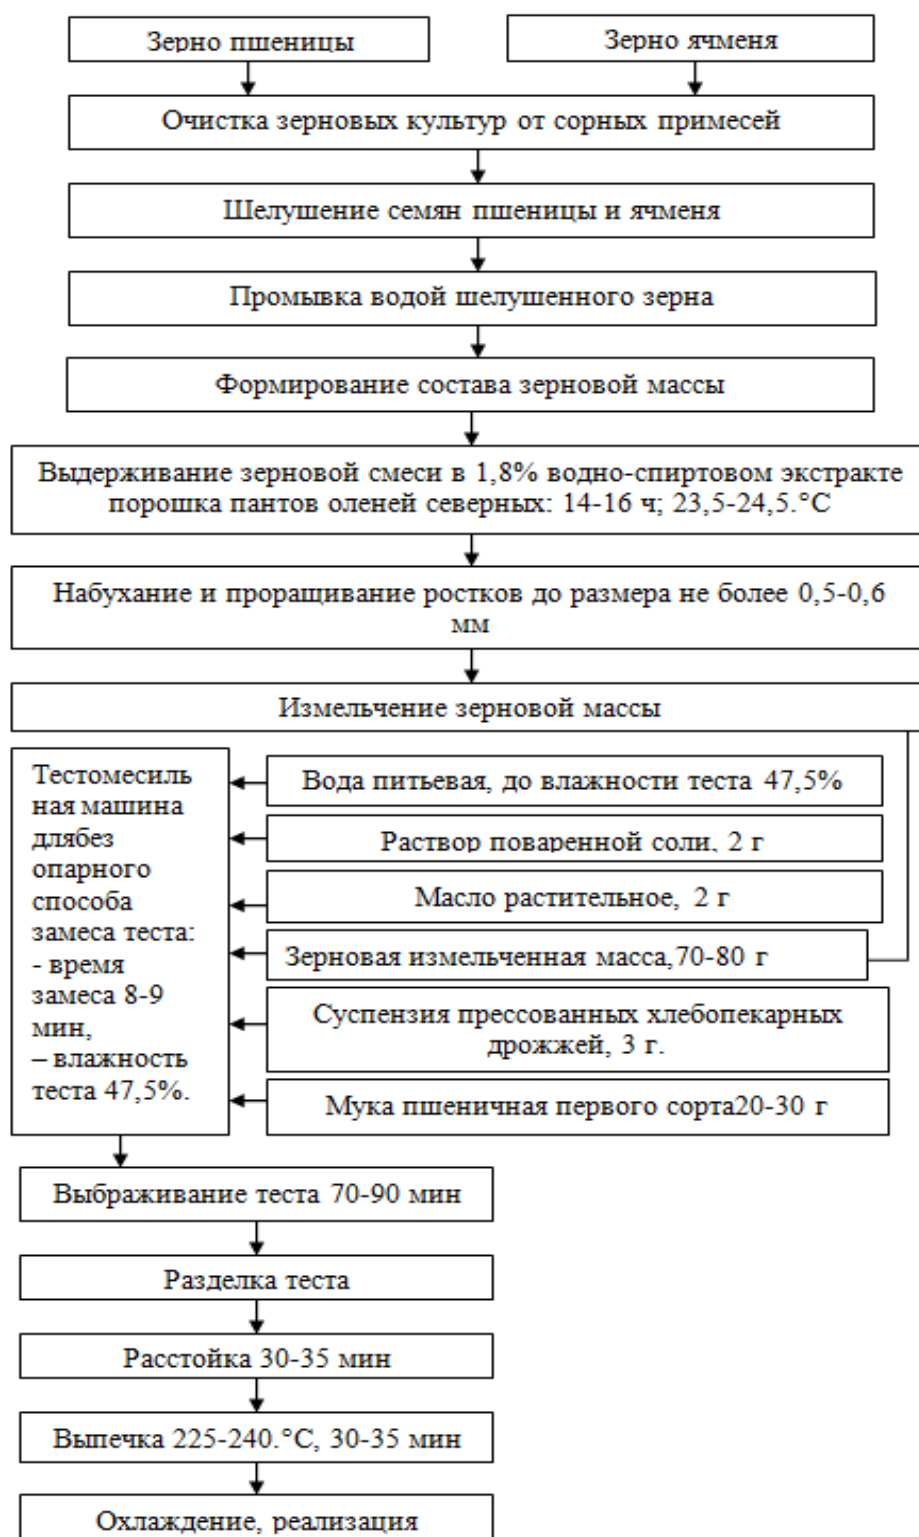 Зерно пшеницы
Зерно ячменя
Очистка зерновых культур от сорных примесей
Шелушение семян пшеницы и ячменя
Промывка водой шелушенного зерна
Формирование состава зерновой массы
Выдерживание зерновой смеси в 1,8% водно-спиртовом экстракте
порошка пантов оленей северных: 14-16 ч; 23,5-24,5.°С
Набухание и проращивание ростков до размера не более 0,5-0,6
мм
Измельчение зерновой массы
Тестомесиль
ная машина
длябез
опарного
способа
замеса теста:
- время
замеса 8-9
мин,
– влажность
теста 47,5%.
Вода питьевая, до влажности теста 47,5%
Раствор поваренной соли, 2 г
Масло растительное, 2 г
Зерновая измельченная масса,70-80 г
Суспензия прессованных хлебопекарных
дрожжей, 3 г.
Мука пшеничная первого сорта20-30 г
Выбраживание теста 70-90 мин
Разделка теста
Расстойка 30-35 мин
Выпечка 225-240.°С, 30-35 мин
Охлаждение, реализация